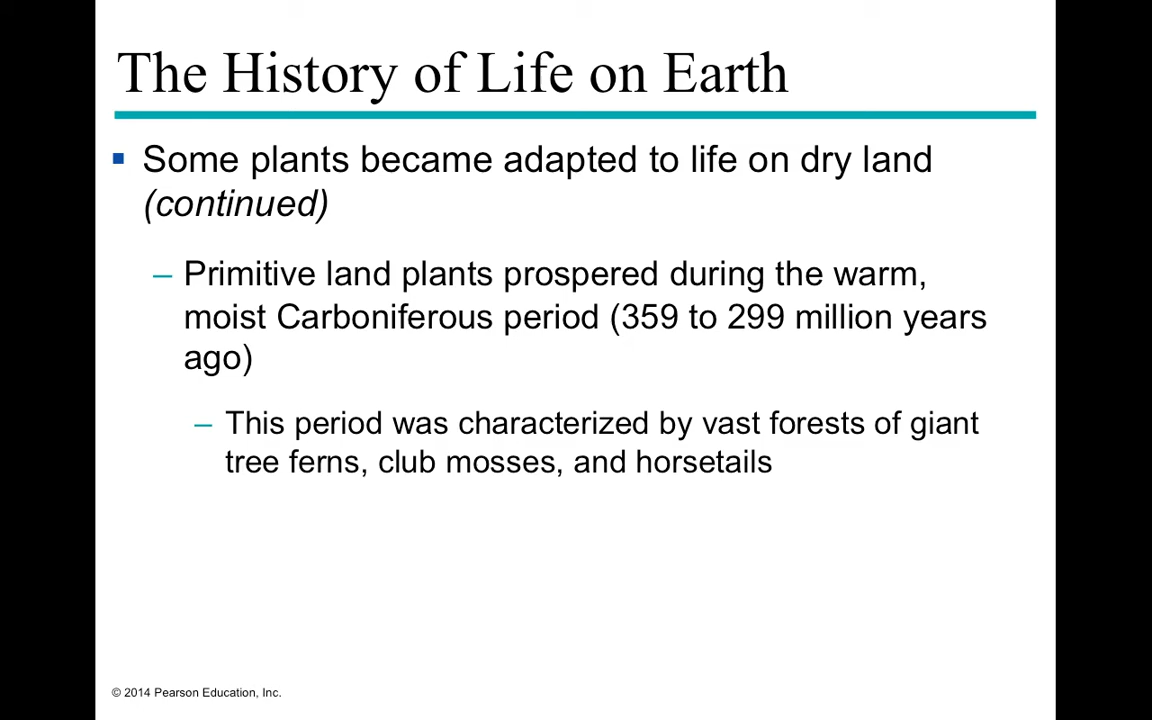 The History of Life on Earth
▪ Some plants became adapted to life on dry land
(continued)
– Primitive land plants prospered during the warm,
moist Carboniferous period (359 to 299 million years
ago)
– This period was characterized by vast forests of giant
tree ferns, club mosses, and horsetails
© 2014 Pearson Education, Inc.